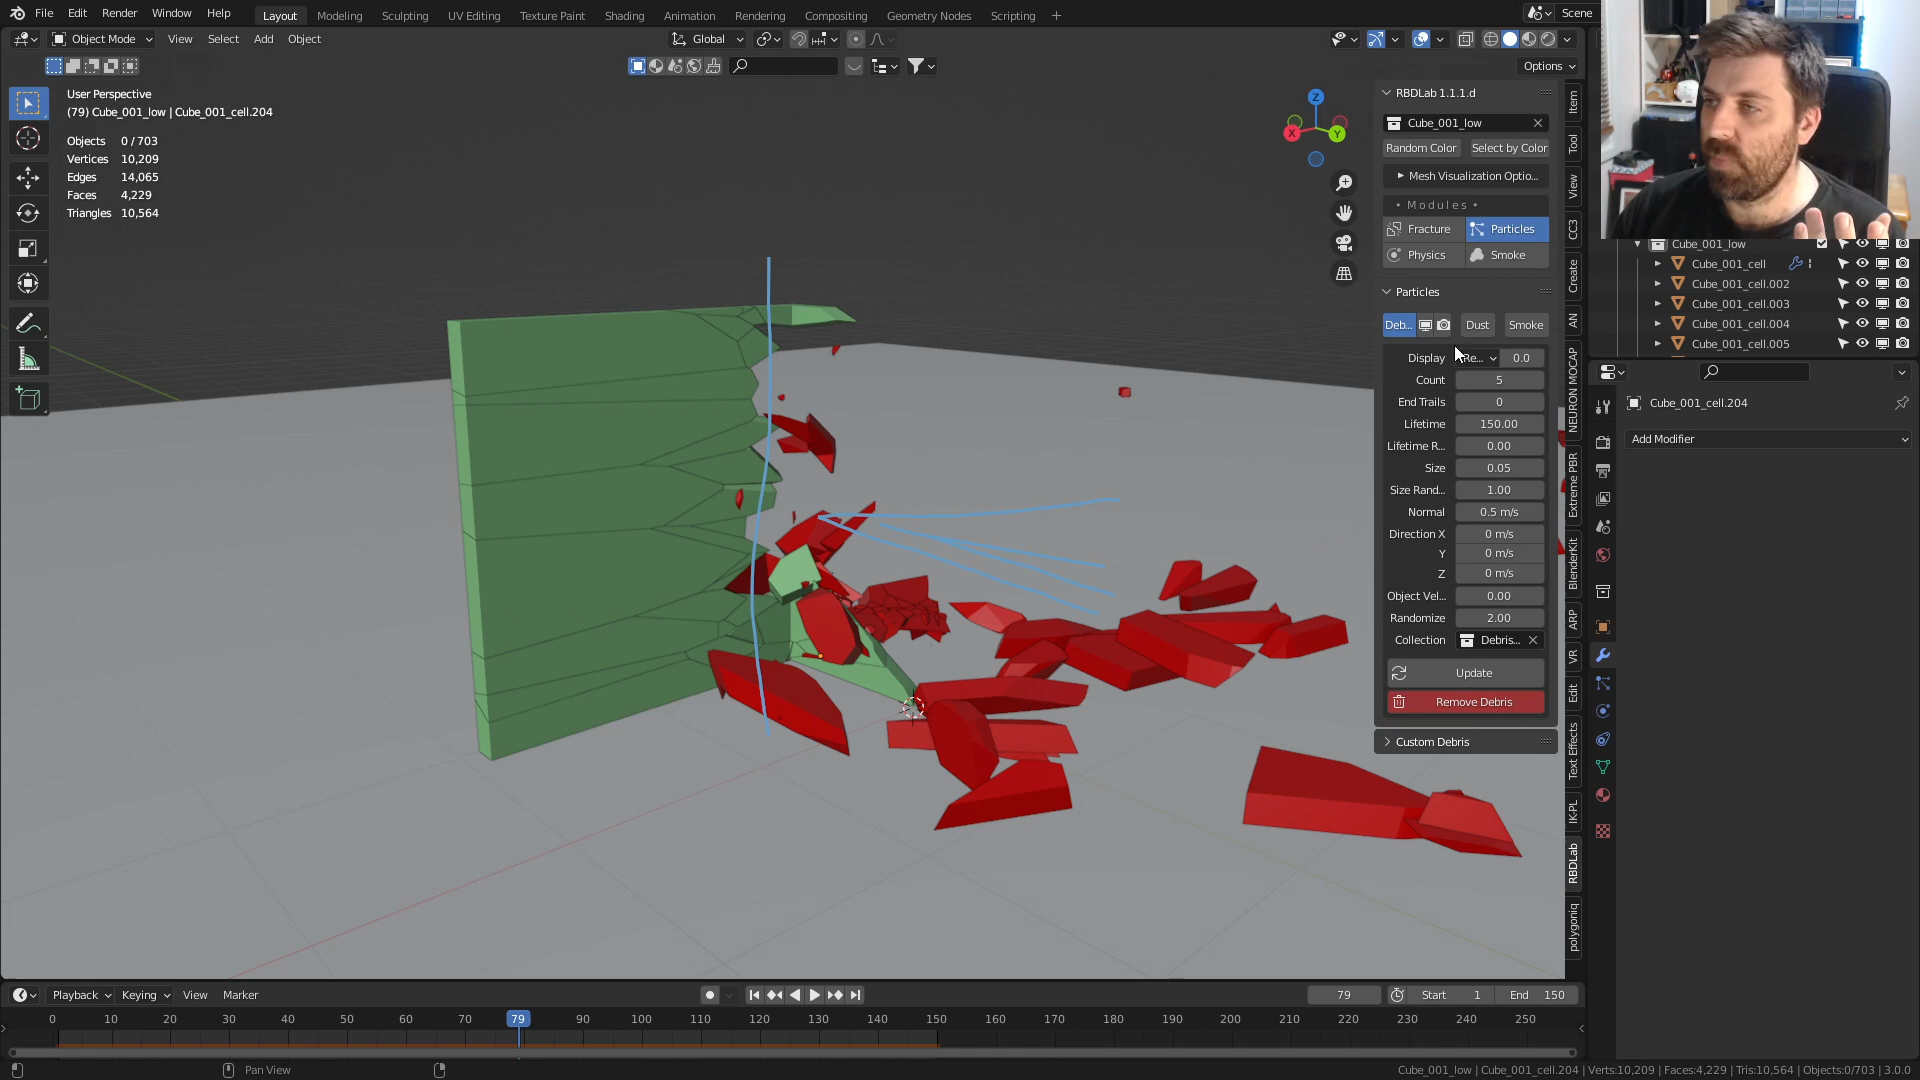 File Edit Render Window Help Layout Modeling Sculpting UV Editing Texture Paint Shading Animation Rendering Compositing Geometry Nodes Scripting + Scene
Object Mode View Select Add Object Global
Options
User Perspective
(79) Cube_001_low | Cube_001_cell.204
Objects 0 / 703
Vertices 10,209
Edges 14,065
Faces 4,229
Triangles 10,564
Z
X
Y
RBDLab 1.1.1.d
Cube_001_low
Random Color Select by Color
Mesh Visualization Optio...
• Modules •
Fracture Particles
Physics Smoke
Particles
Deb... Dust Smoke
Display Re... 0.0
Count 5
End Trails 0
Lifetime 150.00
Lifetime R... 0.00
Size 0.05
Size Rand... 1.00
Normal 0.5 m/s
Direction X 0 m/s
Y 0 m/s
Z 0 m/s
Object Vel... 0.00
Randomize 2.00
Collection Debris...
Update
Remove Debris
Custom Debris
Item
Tool
View
CC3
Create
AN
NEURON MOCAP
Extreme PBR
BlenderKit
ARP
VR
Edit
Text Effects
IK-PL
RBDLab
polygoniq
Cube_001_low
Cube_001_cell
Cube_001_cell.002
Cube_001_cell.003
Cube_001_cell.004
Cube_001_cell.005
Cube_001_cell.204
Add Modifier
Playback Keying View Marker 79 Start 1 End 150
0 10 20 30 40 50 60 70 79 90 100 110 120 130 140 150 160 170 180 190 200 210 220 230 240 250
Pan View
Cube_001_low | Cube_001_cell.204 | Verts:10,209 | Faces:4,229 | Tris:10,564 | Objects:0/703 | 3.0.0